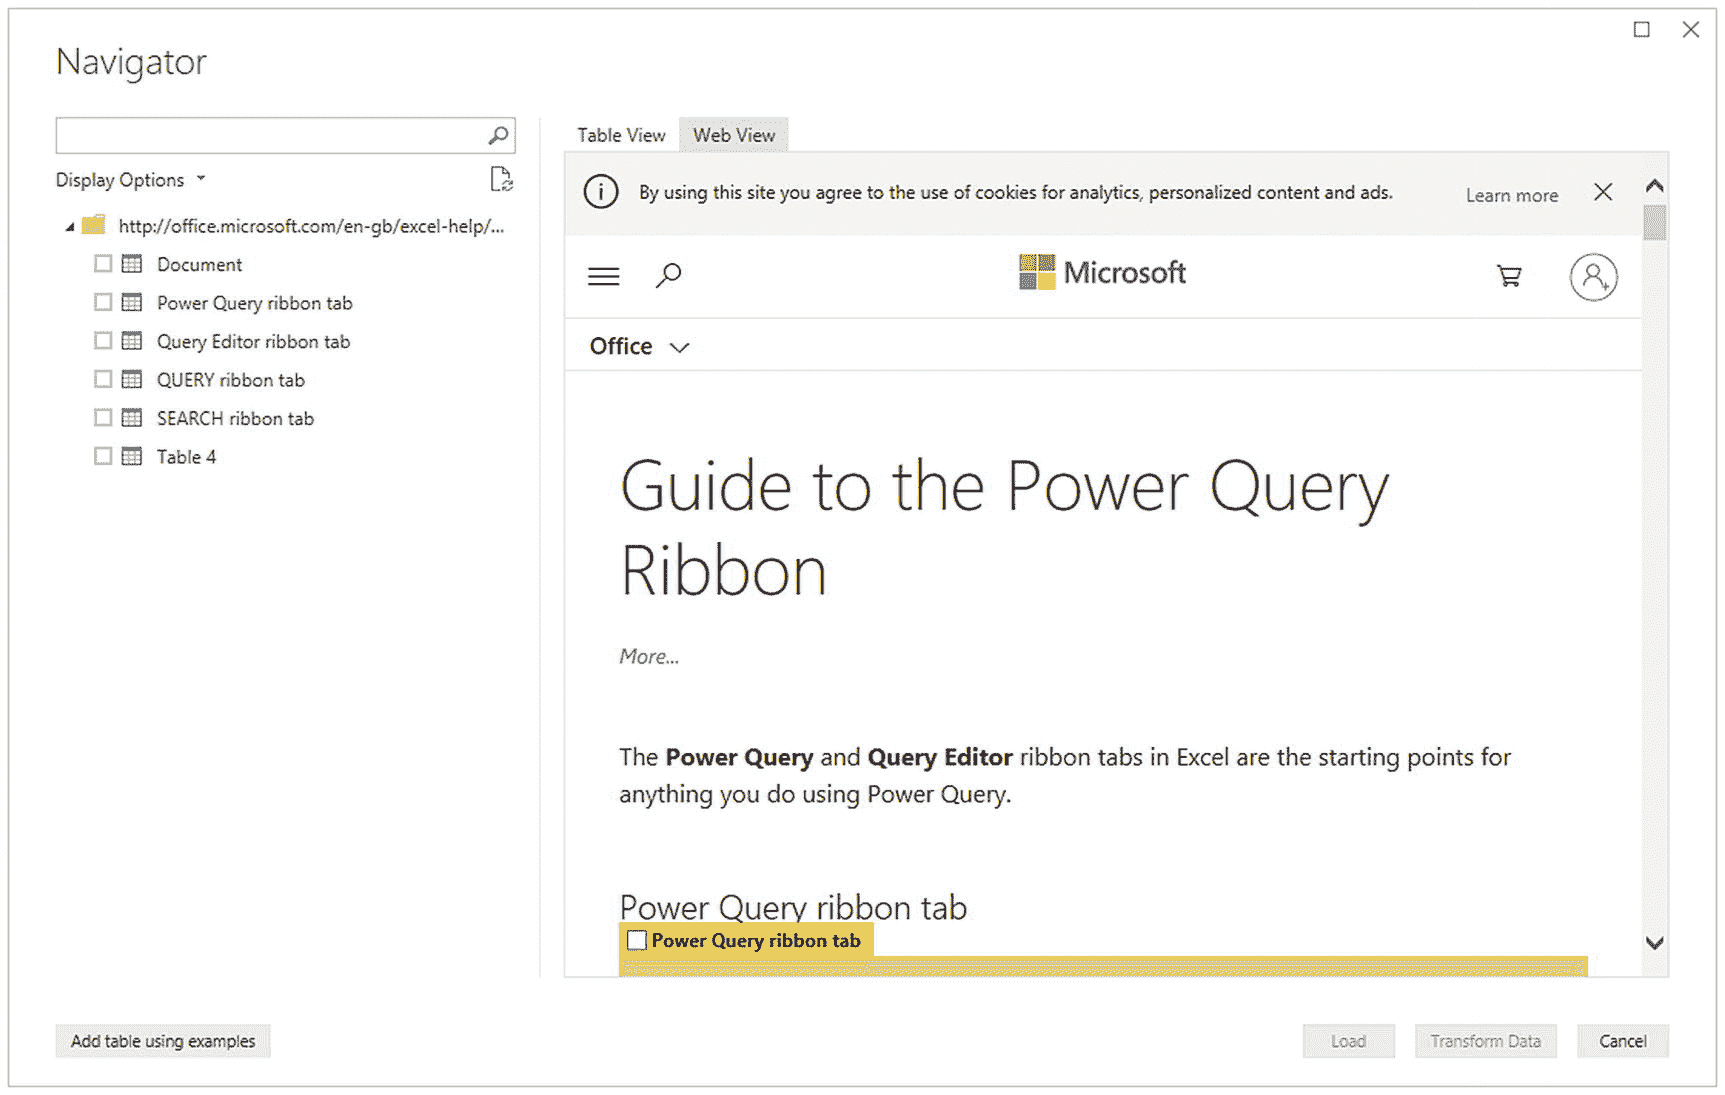 Navigator
Display Options
http://office.microsoft.com/en-gb/excel-help/...
Document
Power Query ribbon tab
Query Editor ribbon tab
QUERY ribbon tab
SEARCH ribbon tab
Table 4
Table View
Web View
By using this site you agree to the use of cookies for analytics, personalized content and ads.
Learn more
Microsoft
Office
Guide to the Power Query
Ribbon
More...
The Power Query and Query Editor ribbon tabs in Excel are the starting points for
anything you do using Power Query.
Power Query ribbon tab
Power Query ribbon tab
Add table using examples
Load
Transform Data
Cancel